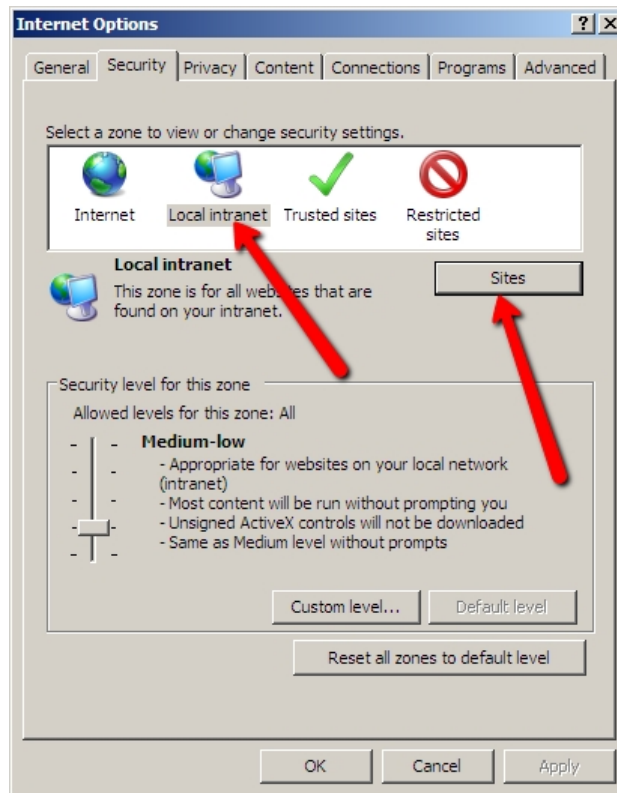 Internet Options
? X
General Security Privacy Content Connections Programs Advanced
Select a zone to view or change security settings.
Internet Local intranet Trusted sites Restricted sites
Local intranet
Sites
This zone is for all websites that are
found on your intranet.
Security level for this zone
Allowed levels for this zone: All
Medium-low
- Appropriate for websites on your local network
(intranet)
- Most content will be run without prompting you
- Unsigned ActiveX controls will not be downloaded
- Same as Medium level without prompts
Custom level... Default level
Reset all zones to default level
OK Cancel Apply